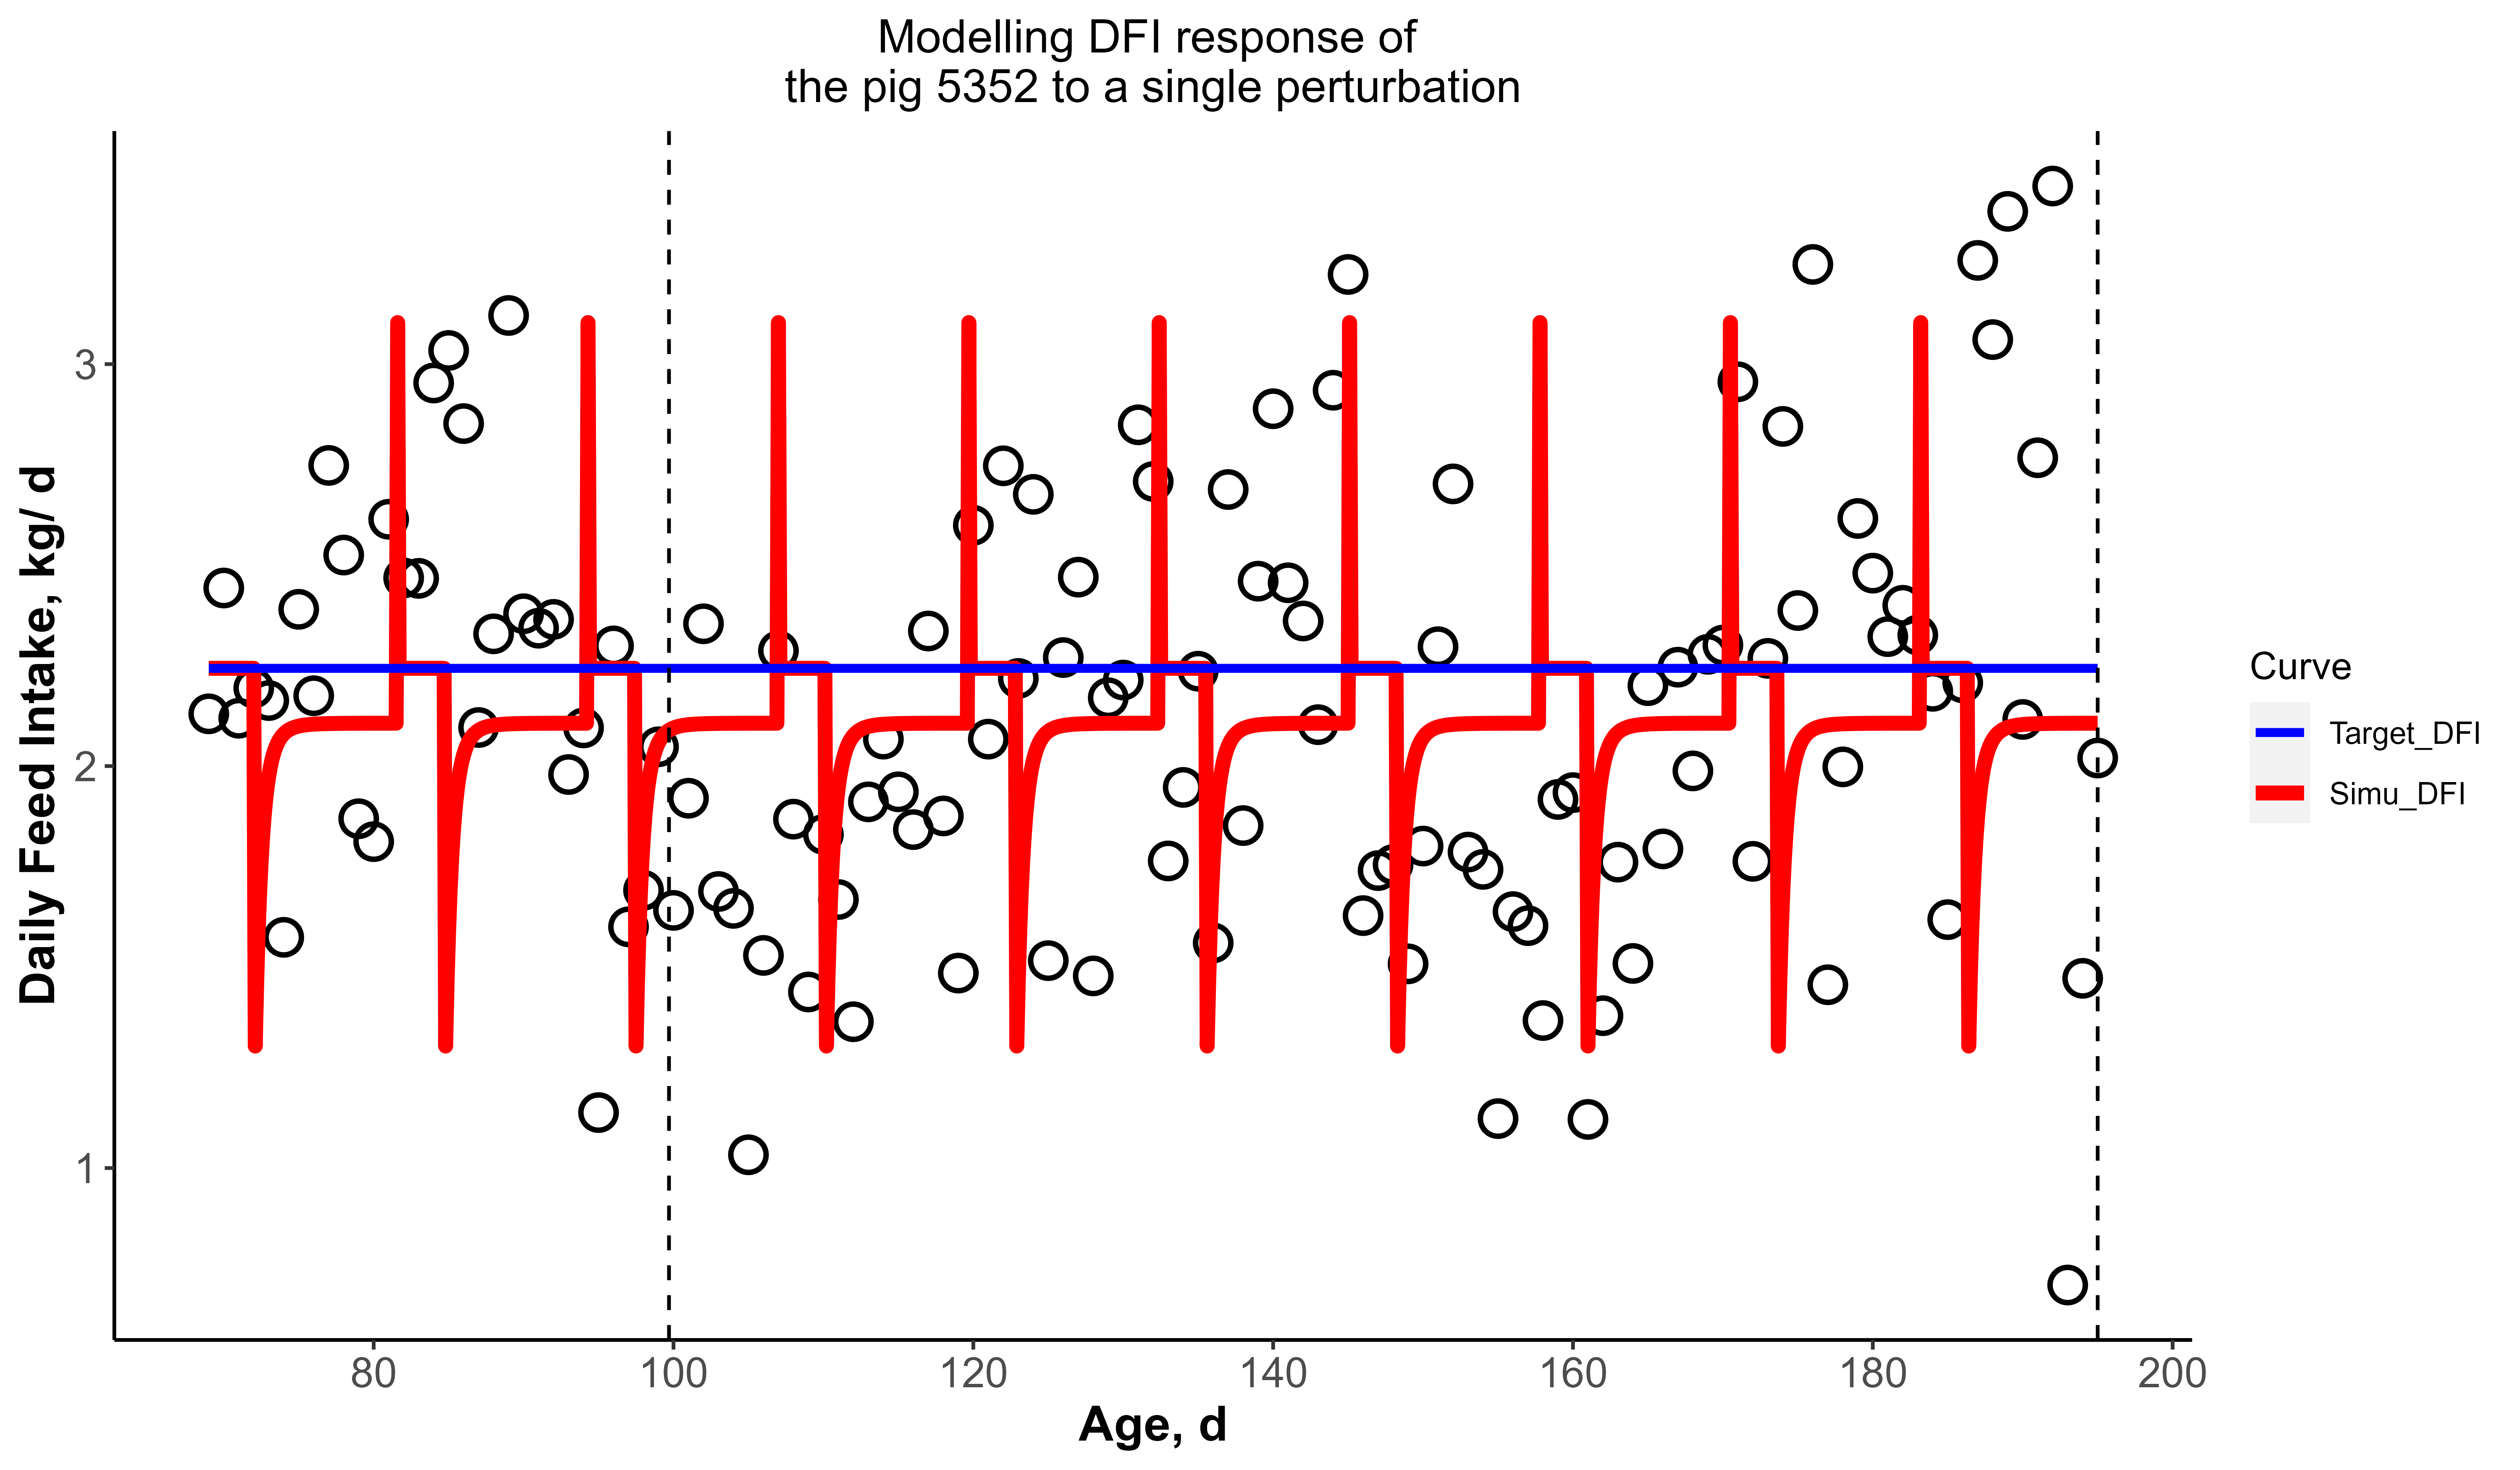 Modelling DFI response of
the pig 5352 to a single perturbation
Daily Feed Intake, kg/ d
3
2
1
80 100 120 140 160 180 200
Age, d
Curve
Target_DFI
Simu_DFI